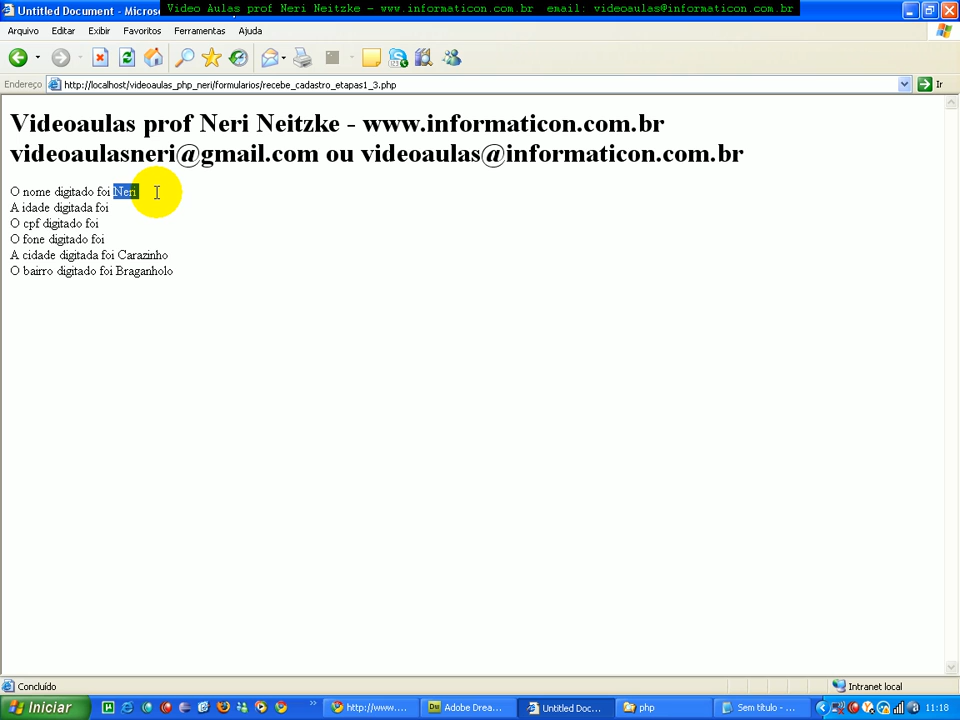 Untitled Document - Micros
Video Aulas prof Neri Neitzke - www.informaticon.com.br email: videoaulas@informaticon.com.br
Arquivo Editar Exibir Favoritos Ferramentas Ajuda
Endereço http://localhost/videoaulas_php_neri/formularios/recebe_cadastro_etapas1_3.php Ir
Videoaulas prof Neri Neitzke - www.informaticon.com.br
videoaulasneri@gmail.com ou videoaulas@informaticon.com.br
O nome digitado foi Neri
A idade digitada foi
O cpf digitado foi
O fone digitado foi
A cidade digitada foi Carazinho
O bairro digitado foi Braganholo
Concluído Intranet local
Iniciar http://www.... Adobe Drea... Untitled Doc... php Sem título - ... 11:18